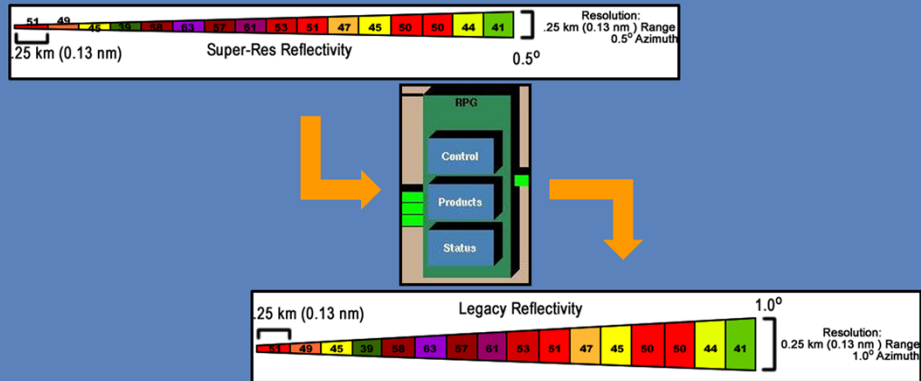 51 49 45 39 58 63 57 61 53 51 47 45 50 50 44 41
Resolution:
.25 km (0.13 nm ) Range
0.5° Azimuth
.25 km (0.13 nm)
Super-Res Reflectivity
0.5°
RPG
Control
Products
Status
Legacy Reflectivity
1.0°
.25 km (0.13 nm)
51 49 45 39 58 63 57 61 53 51 47 45 50 50 44 41
Resolution:
0.25 km (0.13 nm ) Range
1.0° Azimuth